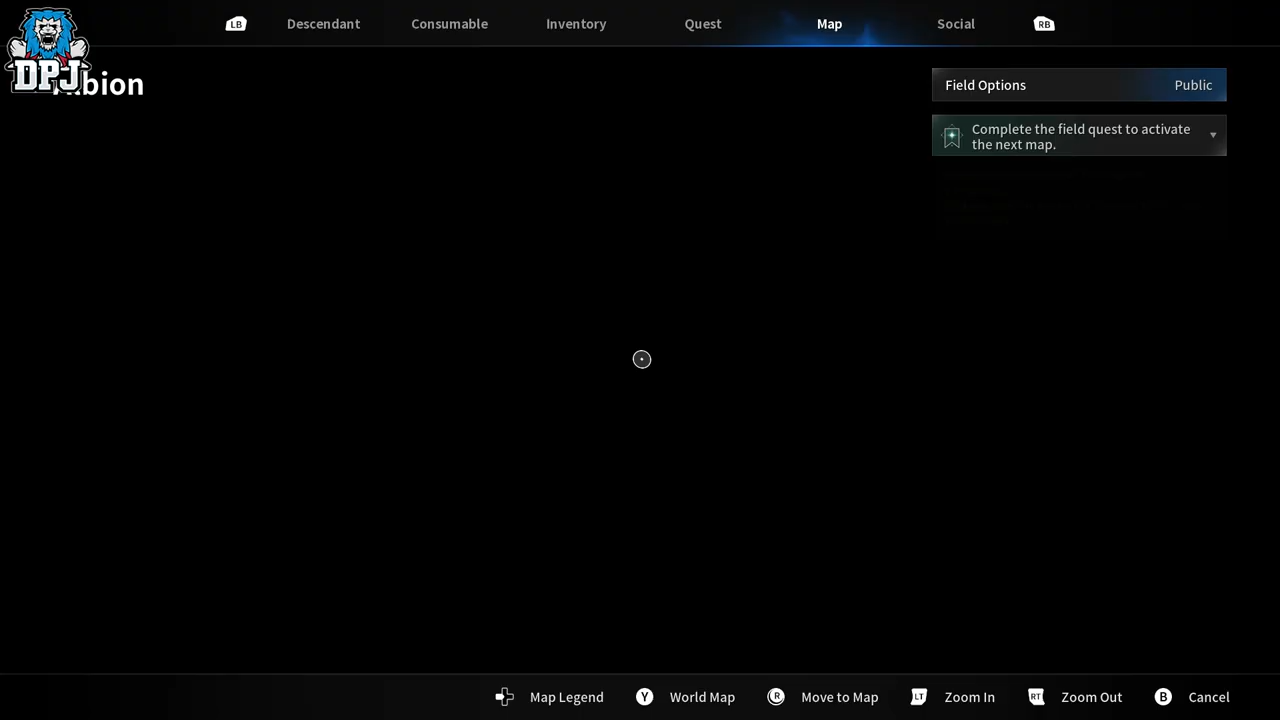 LB Descendant Consumable Inventory Quest Map Social RB
DPJ
bion
Field Options Public
Complete the field quest to activate
the next map.
Map Legend Y World Map R Move to Map LT Zoom In RT Zoom Out B Cancel